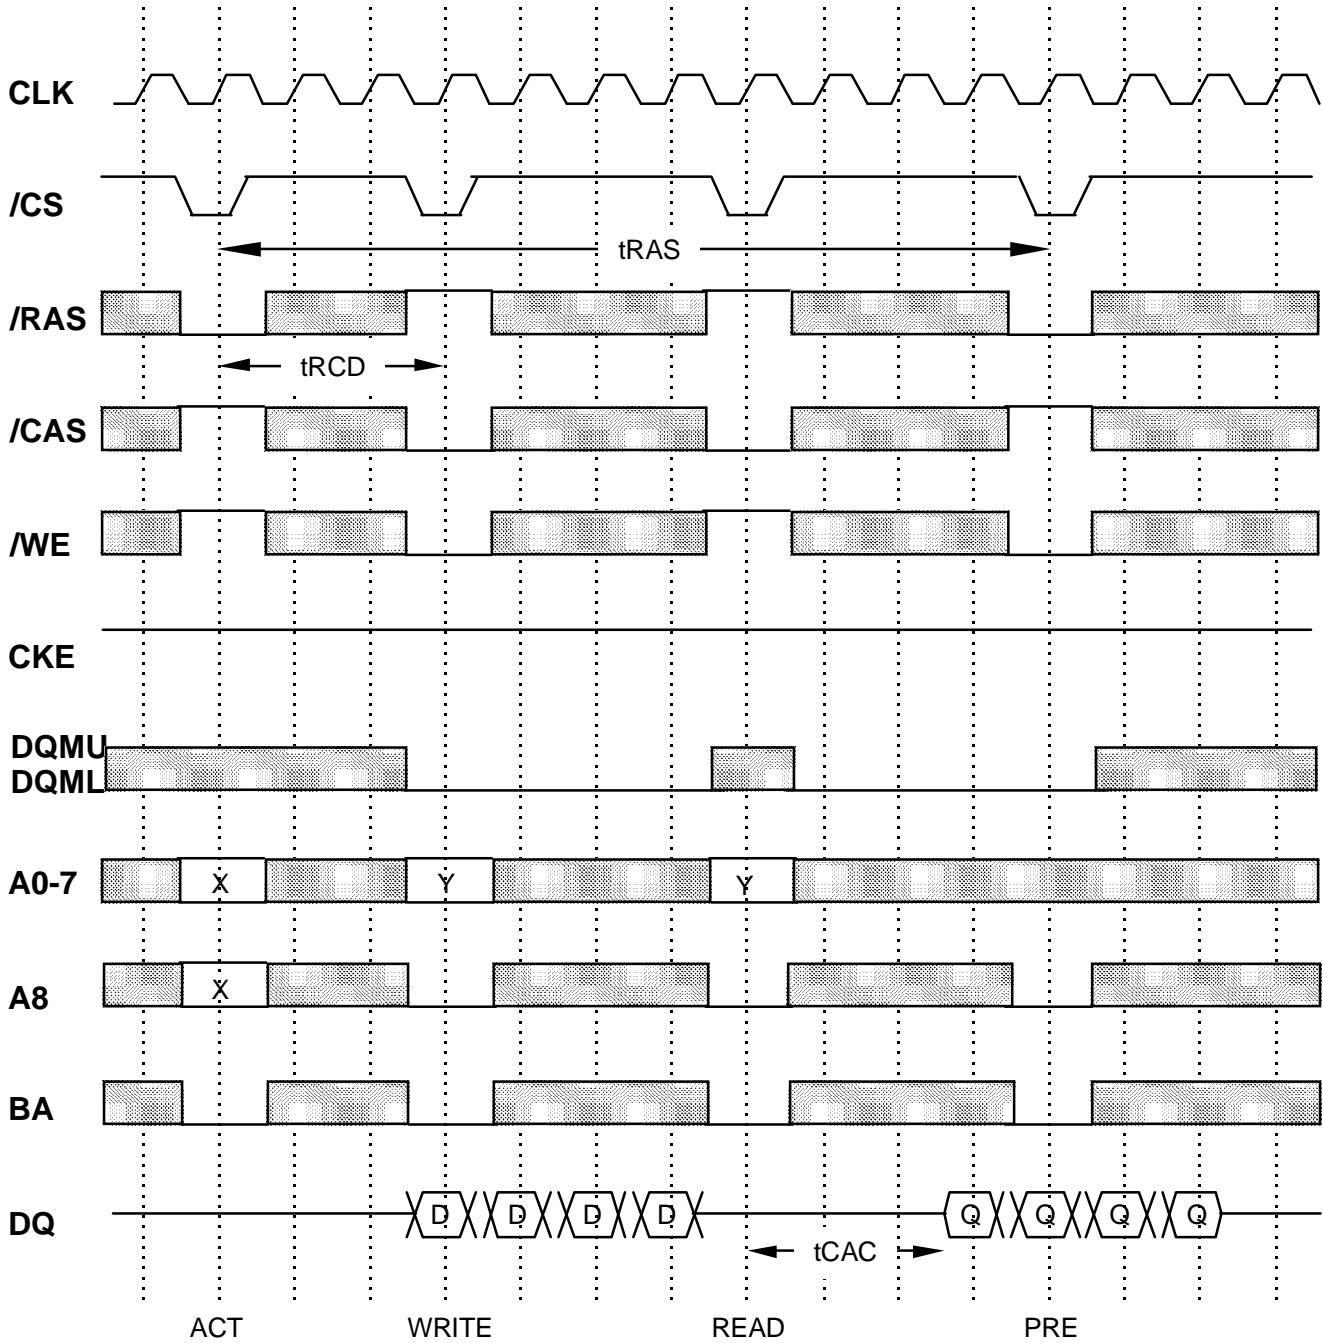 CLK
/CS
tRAS
/RAS
tRCD
/CAS
/WE
CKE
DQMU
DQML
A0-7 X Y Y
A8 X
BA
DQ D D D D Q Q Q Q
tCAC
ACT WRITE READ PRE